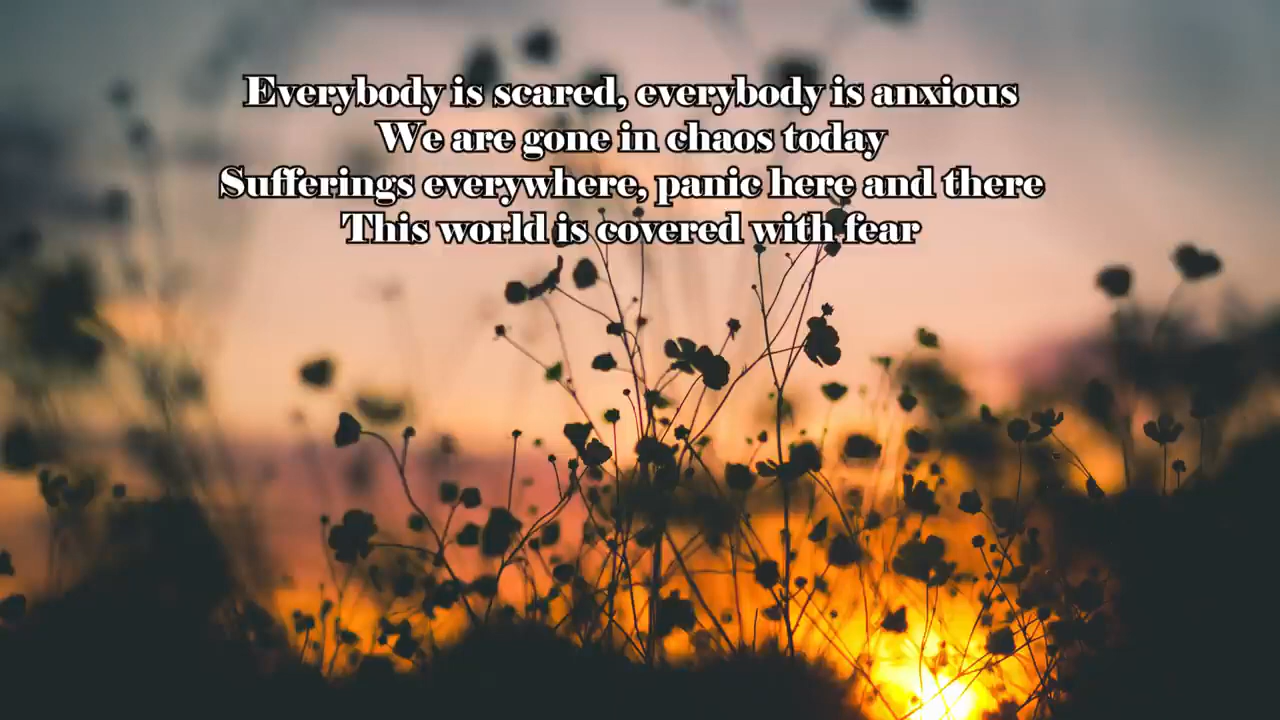 Everybody is scared, everybody is anxious
We are gone in chaos today
Sufferings everywhere, panic here and there
This world is covered with fear